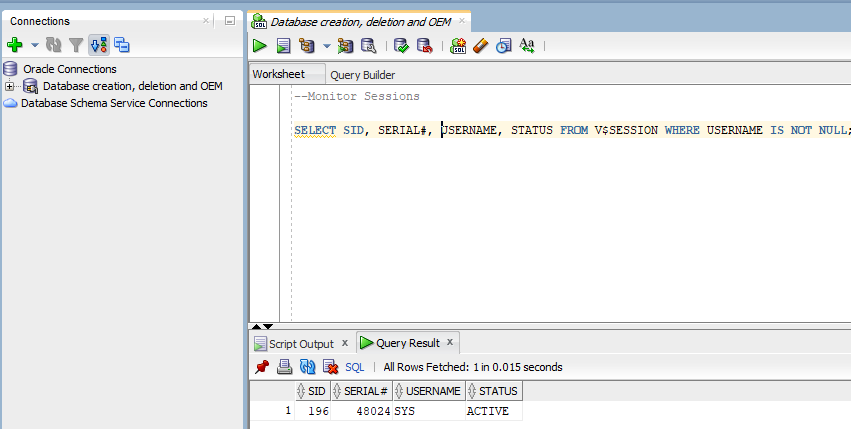 Connections
Oracle Connections
Database creation, deletion and OEM
Database Schema Service Connections
Database creation, deletion and OEM
SQL
Aa
Worksheet
Query Builder
--Monitor Sessions
SELECT SID, SERIAL#, USERNAME, STATUS FROM V$SESSION WHERE USERNAME IS NOT NULL;
Script Output x
Query Result x
SQL | All Rows Fetched: 1 in 0.015 seconds
SID SERIAL# USERNAME STATUS
1 196 48024 SYS ACTIVE